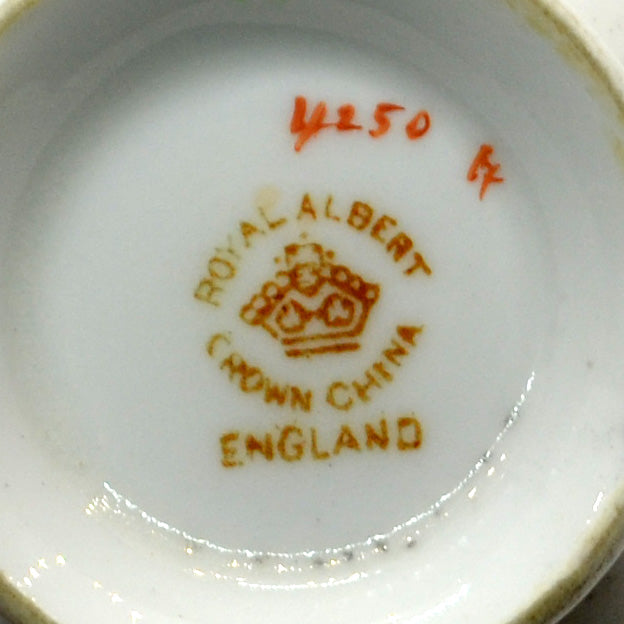 4250
ROYAL ALBERT
CROWN CHINA
ENGLAND